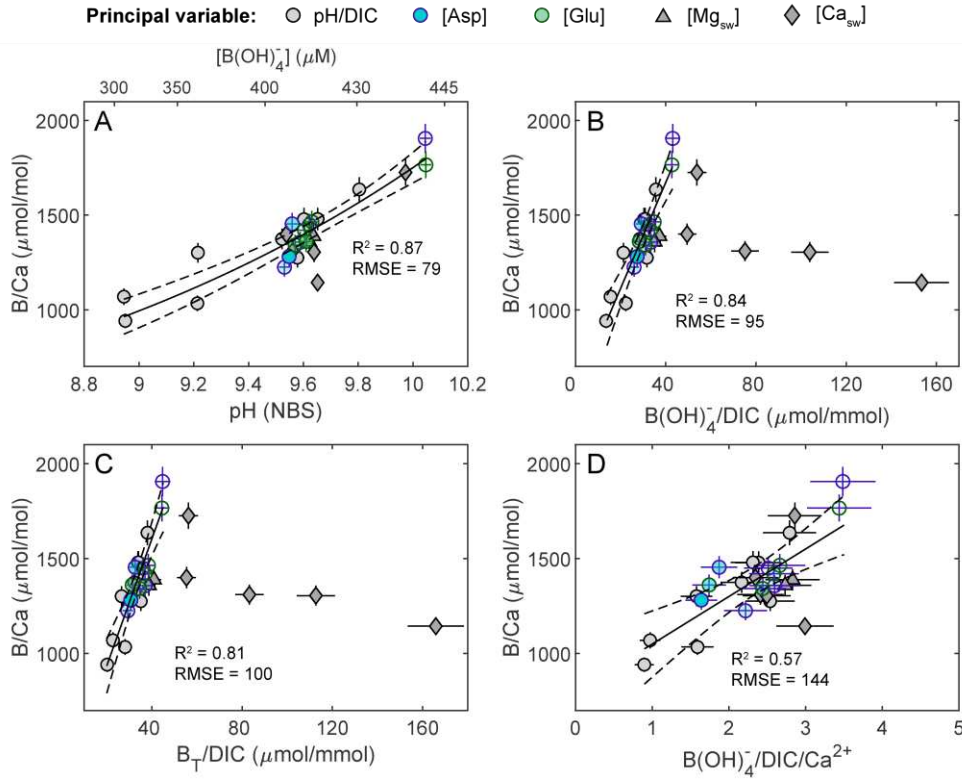 Principal variable: pH/DIC [Asp] [Glu] [Mg_sw] [Ca_sw]
[B(OH)₄⁻] (μM)
300 350 400 430 445
A
2000
1500
1000
B/Ca (μmol/mol)
R² = 0.87
RMSE = 79
8.8 9 9.2 9.4 9.6 9.8 10 10.2
pH (NBS)
B
2000
1500
1000
B/Ca (μmol/mol)
R² = 0.84
RMSE = 95
0 40 80 120 160
B(OH)₄⁻/DIC (μmol/mmol)
C
2000
1500
1000
B/Ca (μmol/mol)
R² = 0.81
RMSE = 100
40 80 120 160
B_T/DIC (μmol/mmol)
D
2000
1500
1000
B/Ca (μmol/mol)
R² = 0.57
RMSE = 144
0 1 2 3 4 5
B(OH)₄⁻/DIC/Ca²⁺